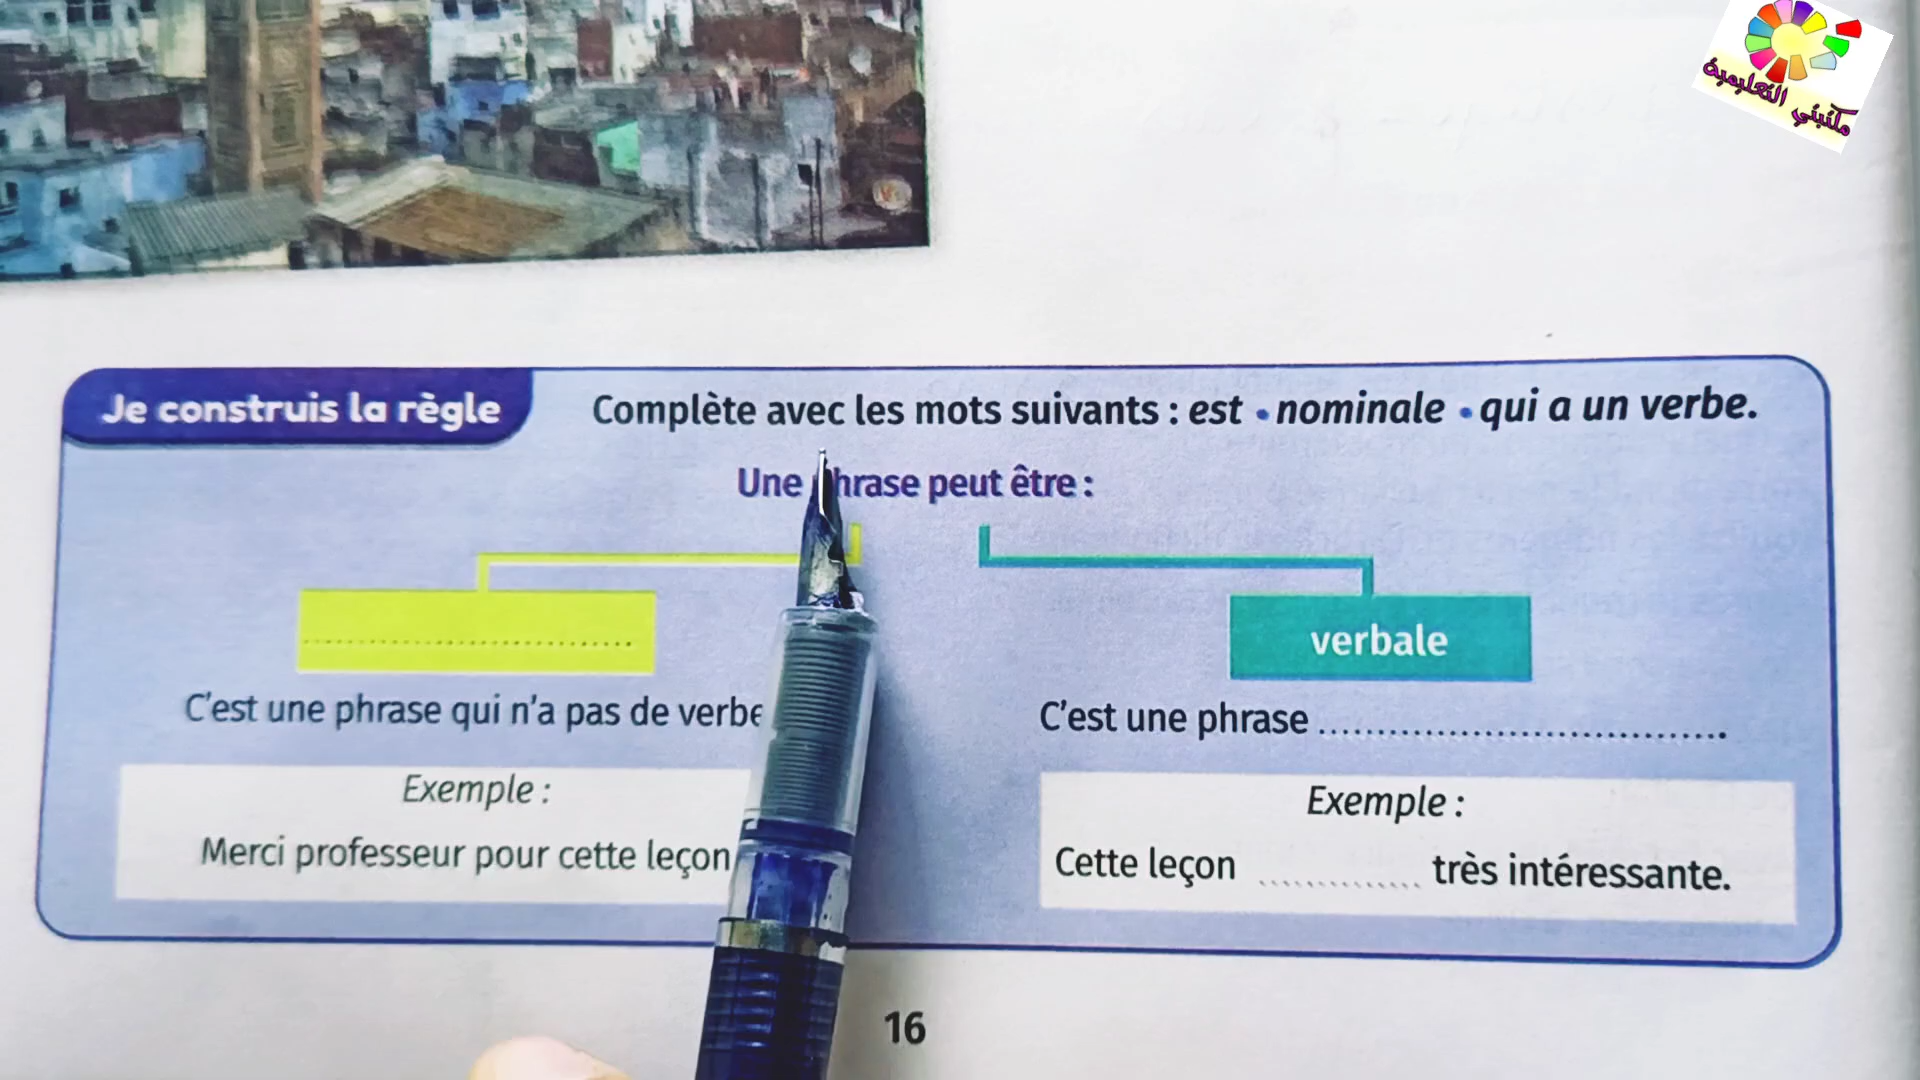 مكتبتي التعليمية
Je construis la règle
Complète avec les mots suivants : est • nominale • qui a un verbe.
Une phrase peut être :
..............................
verbale
C'est une phrase qui n'a pas de verbe
C'est une phrase ..................................
Exemple :
Merci professeur pour cette leçon
Exemple :
Cette leçon .............. très intéressante.
16